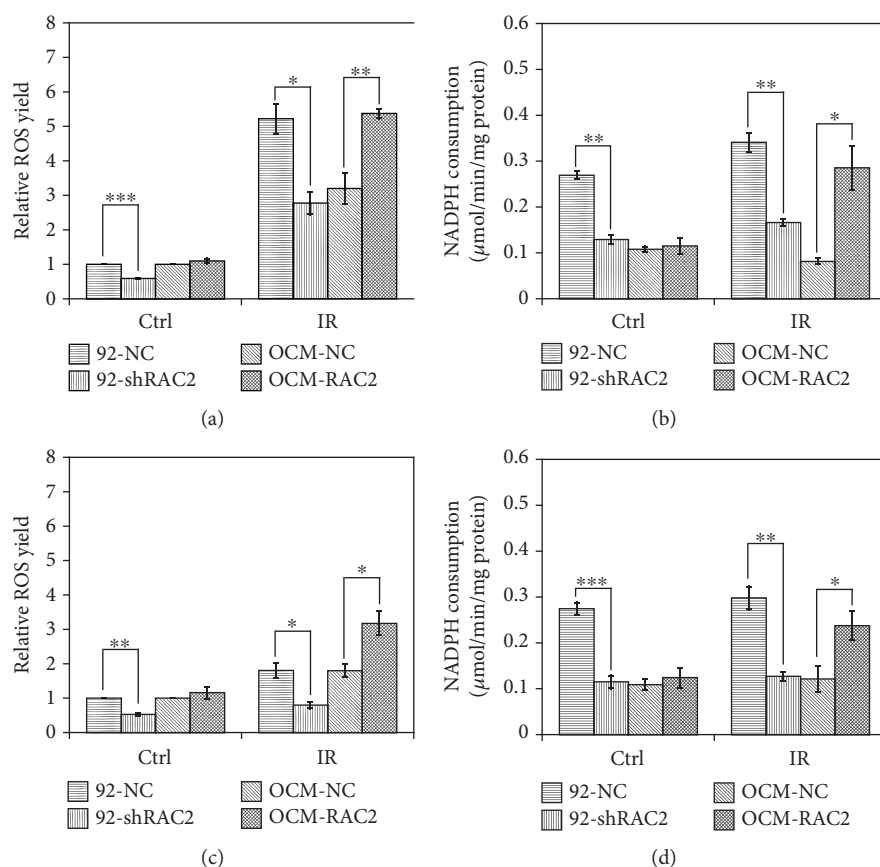 8
7
6
5
4
3
2
1
0
Relative ROS yield
***
*
**
Ctrl
IR
92-NC
OCM-NC
92-shRAC2
OCM-RAC2
(a)
0.6
0.5
0.4
0.3
0.2
0.1
0
NADPH consumption
(μmol/min/mg protein)
**
**
*
Ctrl
IR
92-NC
OCM-NC
92-shRAC2
OCM-RAC2
(b)
8
7
6
5
4
3
2
1
0
Relative ROS yield
**
*
*
Ctrl
IR
92-NC
OCM-NC
92-shRAC2
OCM-RAC2
(c)
0.6
0.5
0.4
0.3
0.2
0.1
0
NADPH consumption
(μmol/min/mg protein)
***
**
*
Ctrl
IR
92-NC
OCM-NC
92-shRAC2
OCM-RAC2
(d)